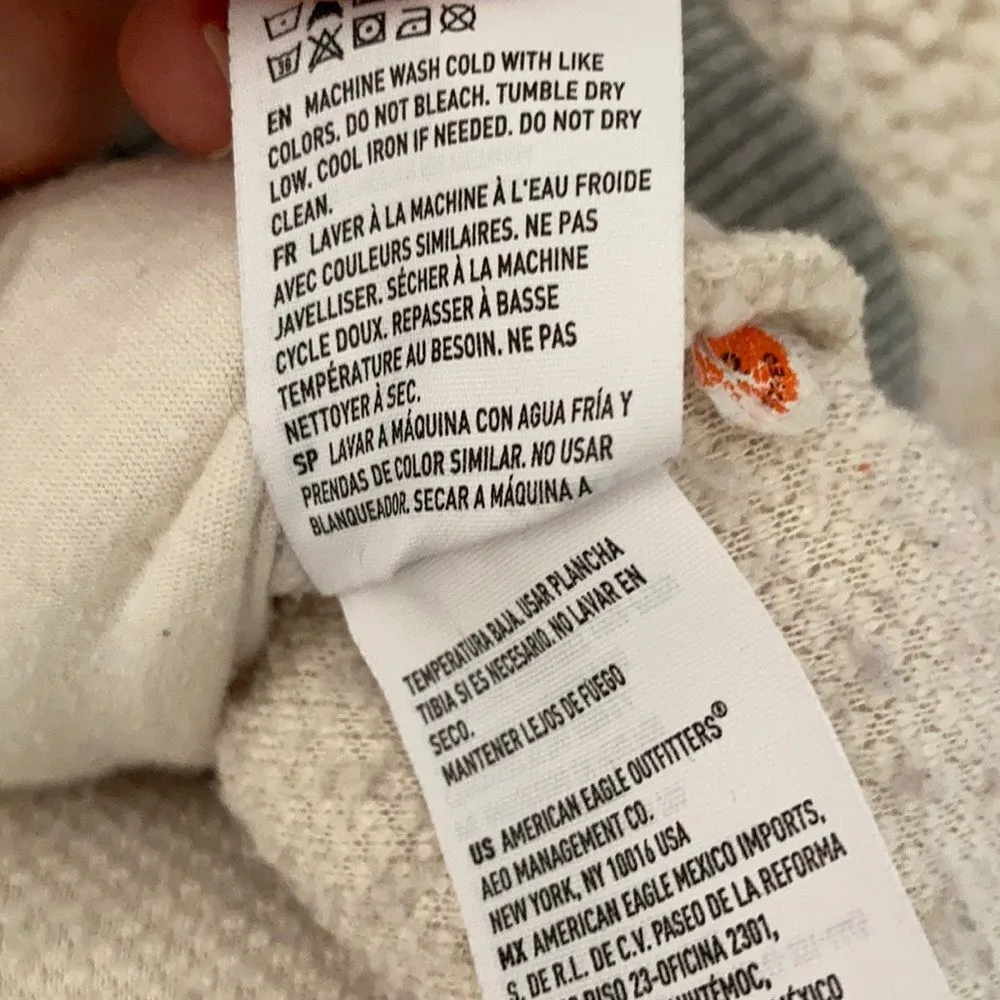 30
EN MACHINE WASH COLD WITH LIKE
COLORS. DO NOT BLEACH. TUMBLE DRY
LOW. COOL IRON IF NEEDED. DO NOT DRY
CLEAN.
FR LAVER À LA MACHINE À L'EAU FROIDE
AVEC COULEURS SIMILAIRES. NE PAS
JAVELLISER. SÉCHER À LA MACHINE
CYCLE DOUX. REPASSER À BASSE
TEMPÉRATURE AU BESOIN. NE PAS
NETTOYER À SEC.
SP LAVAR A MÁQUINA CON AGUA FRÍA Y
PRENDAS DE COLOR SIMILAR. NO USAR
BLANQUEADOR. SECAR A MÁQUINA A
TEMPERATURA BAJA. USAR PLANCHA
TIBIA SI ES NECESARIO. NO LAVAR EN
SECO.
MANTENER LEJOS DE FUEGO
US AMERICAN EAGLE OUTFITTERS®
AEO MANAGEMENT CO.
NEW YORK, NY 10016 USA
MX AMERICAN EAGLE MEXICO IMPORTS,
S. DE R.L. DE C.V. PASEO DE LA REFORMA
PISO 23-OFICINA 2301,
MÉXICO